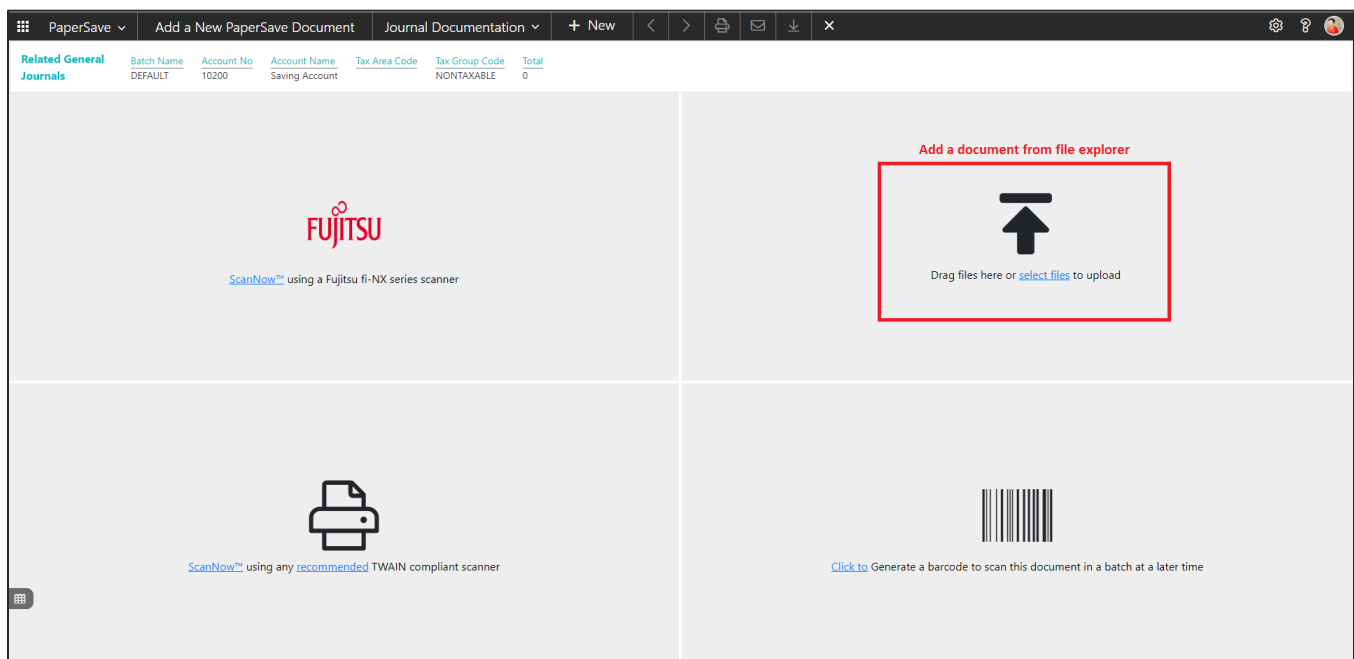 PaperSave Add a New PaperSave Document Journal Documentation + New
Related General Journals
Batch Name Account No Account Name Tax Area Code Tax Group Code Total
DEFAULT 10200 Saving Account NONTAXABLE 0
Add a document from file explorer
FUJITSU
ScanNow™ using a Fujitsu fi-NX series scanner
Drag files here or select files to upload
ScanNow™ using any recommended TWAIN compliant scanner
Click to Generate a barcode to scan this document in a batch at a later time